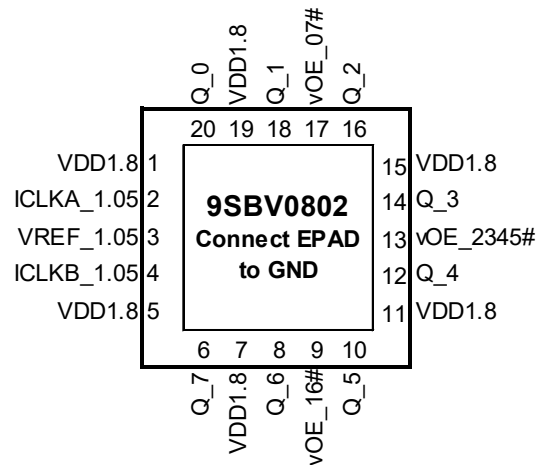 Q_0
VDD1.8
Q_1
vOE_07#
Q_2
20 19 18 17 16
VDD1.8 1
ICLKA_1.05 2
VREF_1.05 3
ICLKB_1.05 4
VDD1.8 5
9SBV0802
Connect EPAD
to GND
15 VDD1.8
14 Q_3
13 vOE_2345#
12 Q_4
11 VDD1.8
6 7 8 9 10
Q_7
VDD1.8
Q_6
vOE_16#
Q_5